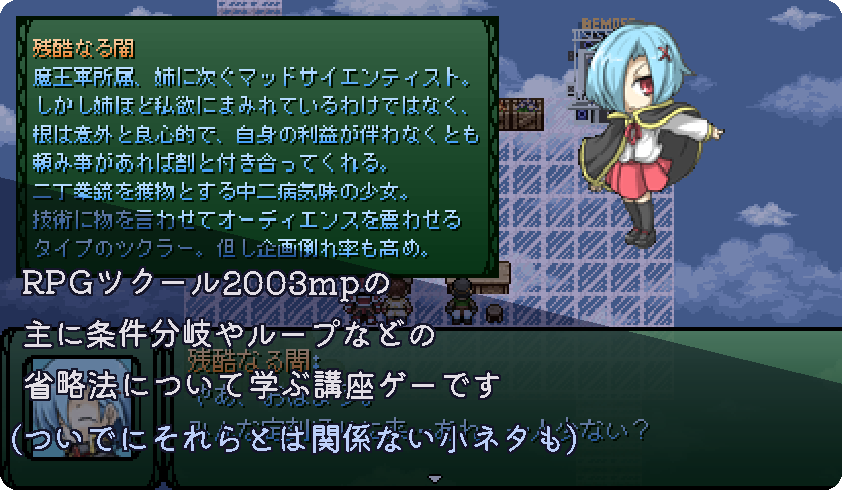 残酷なる闇
魔王軍所属、姉に次ぐマッドサイエンティスト。
しかし姉ほど私欲にまみれているわけではなく、
根は意外と良心的で、自身の利益が伴わなくとも
頼み事があれば割と付き合ってくれる。
二丁拳銃を獲物とする中二病気味の少女。
技術に物を言わせてオーディエンスを震わせる
タイプのツクラー。但し企画倒れ率も高め。
RPGツクール2003mpの
主に条件分岐やループなどの
残酷なる闇:
省略法について学ぶ講座ゲーです
(ついでにそれらとは関係ない小ネタも)
少ない?